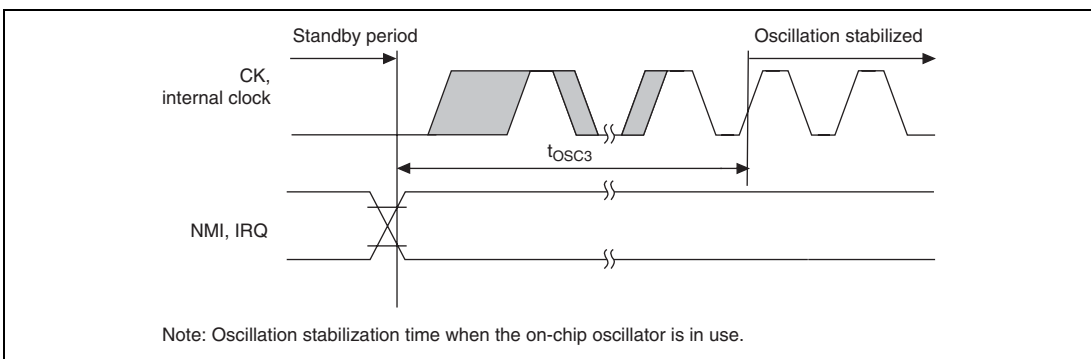 Standby period
Oscillation stabilized
CK,
internal clock
tOSC3
NMI, IRQ
Note: Oscillation stabilization time when the on-chip oscillator is in use.